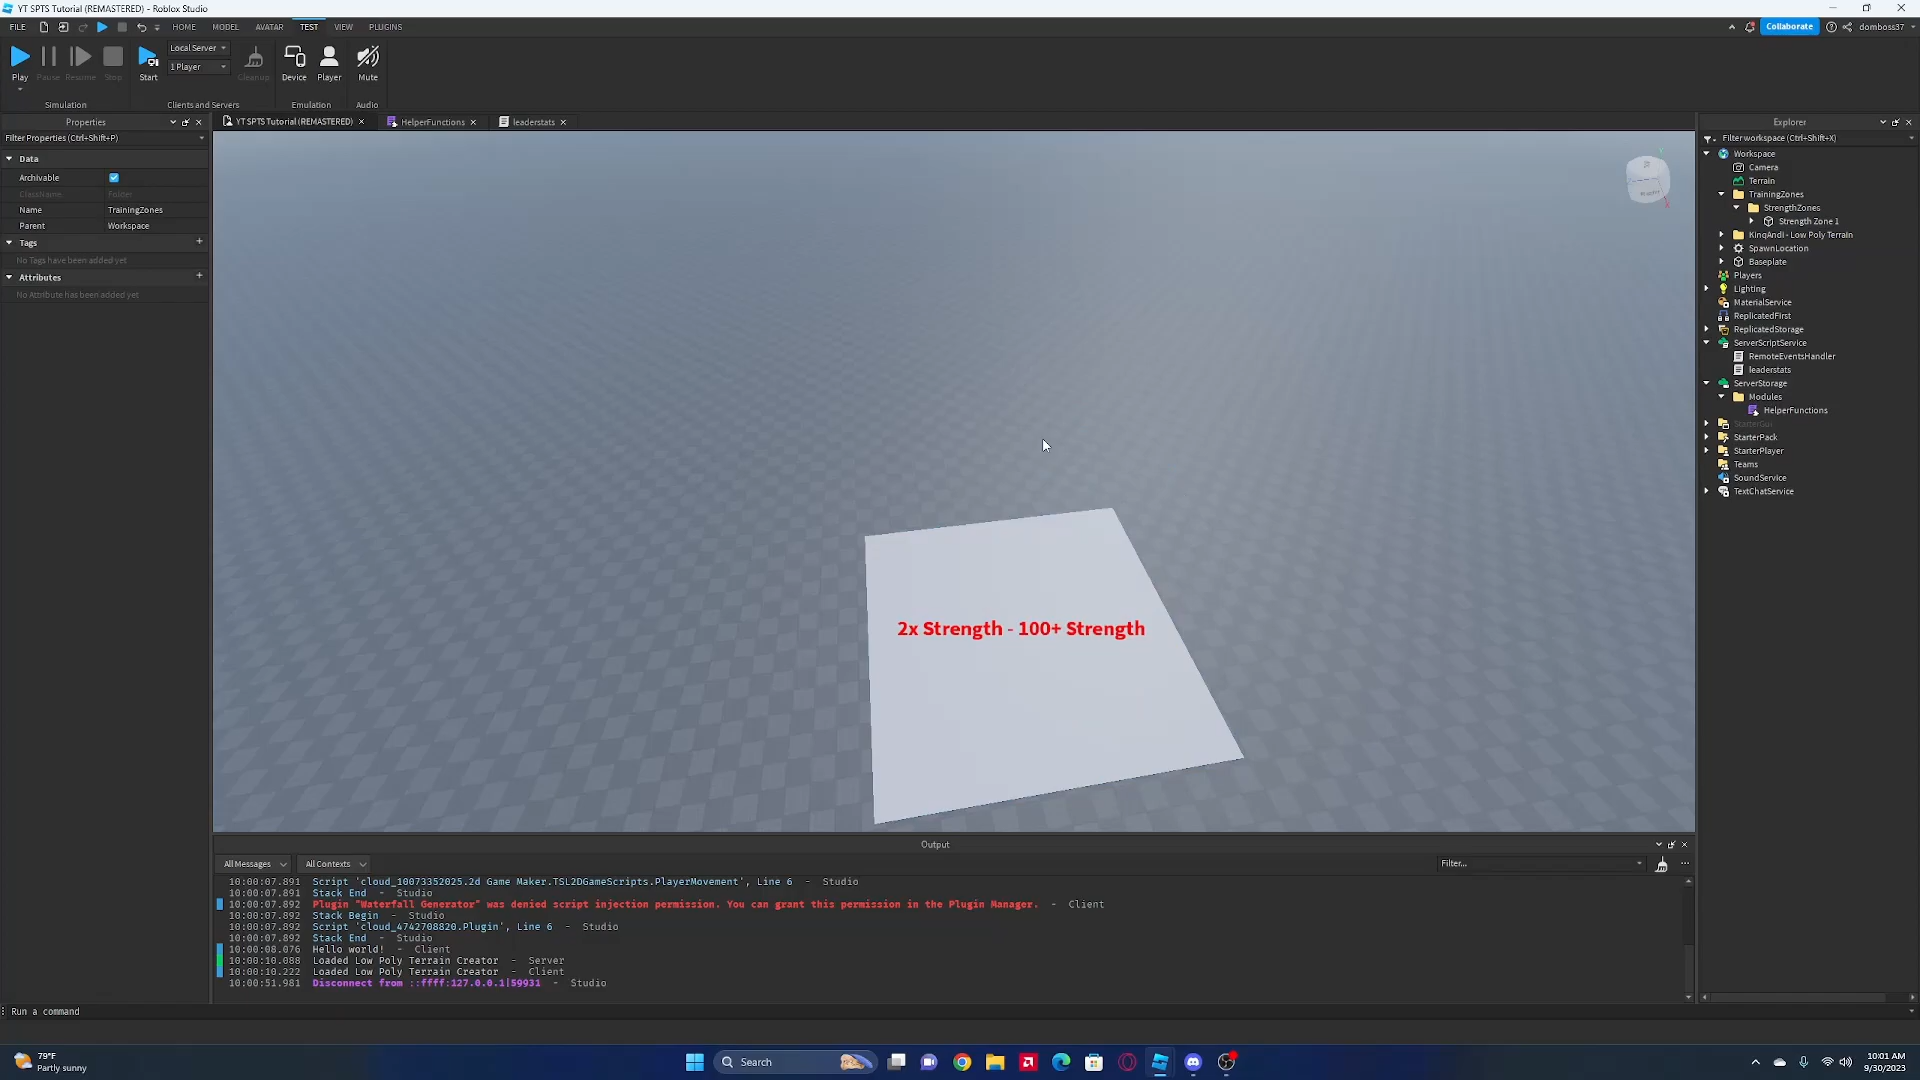 YT SPTS Tutorial (REMASTERED) - Roblox Studio
FILE
HOME
MODEL
AVATAR
TEST
VIEW
PLUGINS
Collaborate
domboss37
Play
Pause
Resume
Stop
Start
Local Server
1 Player
Cleanup
Device
Player
Mute
Simulation
Clients and Servers
Emulation
Audio
Properties
YT SPTS Tutorial (REMASTERED)
HelperFunctions
leaderstats
Explorer
Filter Properties (Ctrl+Shift+P)
Data
Archivable
ClassName Folder
Name TrainingZones
Parent Workspace
Tags
No Tags have been added yet
Attributes
No Attribute has been added yet
2x Strength - 100+ Strength
Filter workspace (Ctrl+Shift+X)
Workspace
Camera
Terrain
TrainingZones
StrengthZones
Strength Zone 1
KinqAndi - Low Poly Terrain
SpawnLocation
Baseplate
Players
Lighting
MaterialService
ReplicatedFirst
ReplicatedStorage
ServerScriptService
RemoteEventsHandler
leaderstats
ServerStorage
Modules
HelperFunctions
StarterGui
StarterPack
StarterPlayer
Teams
SoundService
TextChatService
Output
All Messages
All Contexts
Filter...
10:00:07.891 Script 'cloud_10073352025.2d Game Maker.TSL2DGameScripts.PlayerMovement', Line 6 - Studio
10:00:07.891 Stack End - Studio
10:00:07.892 Plugin "Waterfall Generator" was denied script injection permission. You can grant this permission in the Plugin Manager. - Client
10:00:07.892 Stack Begin - Studio
10:00:07.892 Script 'cloud_4742708820.Plugin', Line 6 - Studio
10:00:07.892 Stack End - Studio
10:00:08.076 Hello world! - Client
10:00:10.088 Loaded Low Poly Terrain Creator - Server
10:00:10.222 Loaded Low Poly Terrain Creator - Client
10:00:51.981 Disconnect from ::ffff:127.0.0.1|59931 - Studio
Run a command
79°F
Partly sunny
Search
10:01 AM
9/30/2023